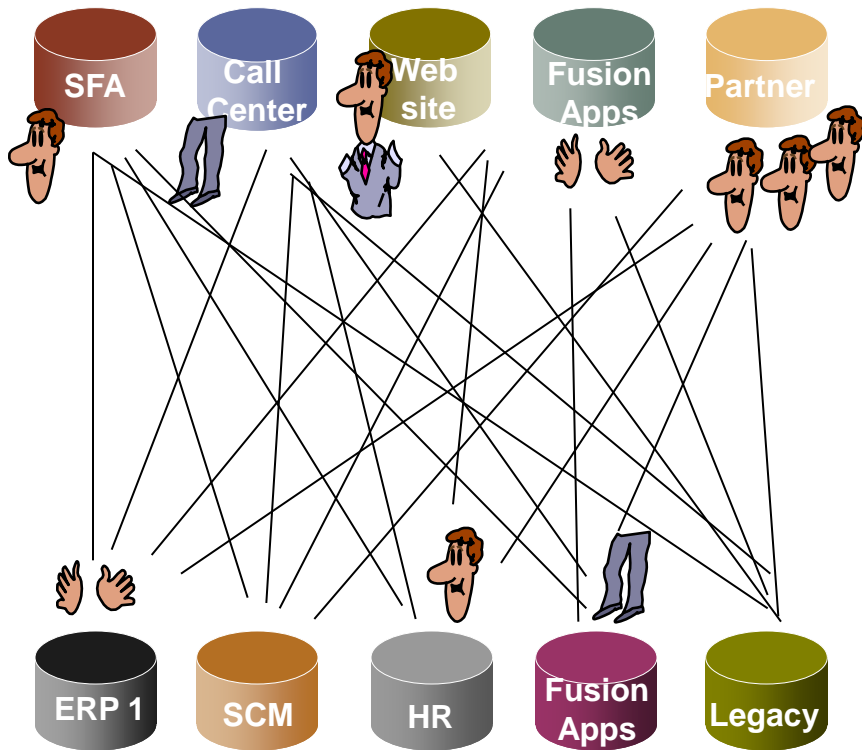 SFA
Call
Center
Web
site
Fusion
Apps
Partner
ERP 1
SCM
HR
Fusion
Apps
Legacy